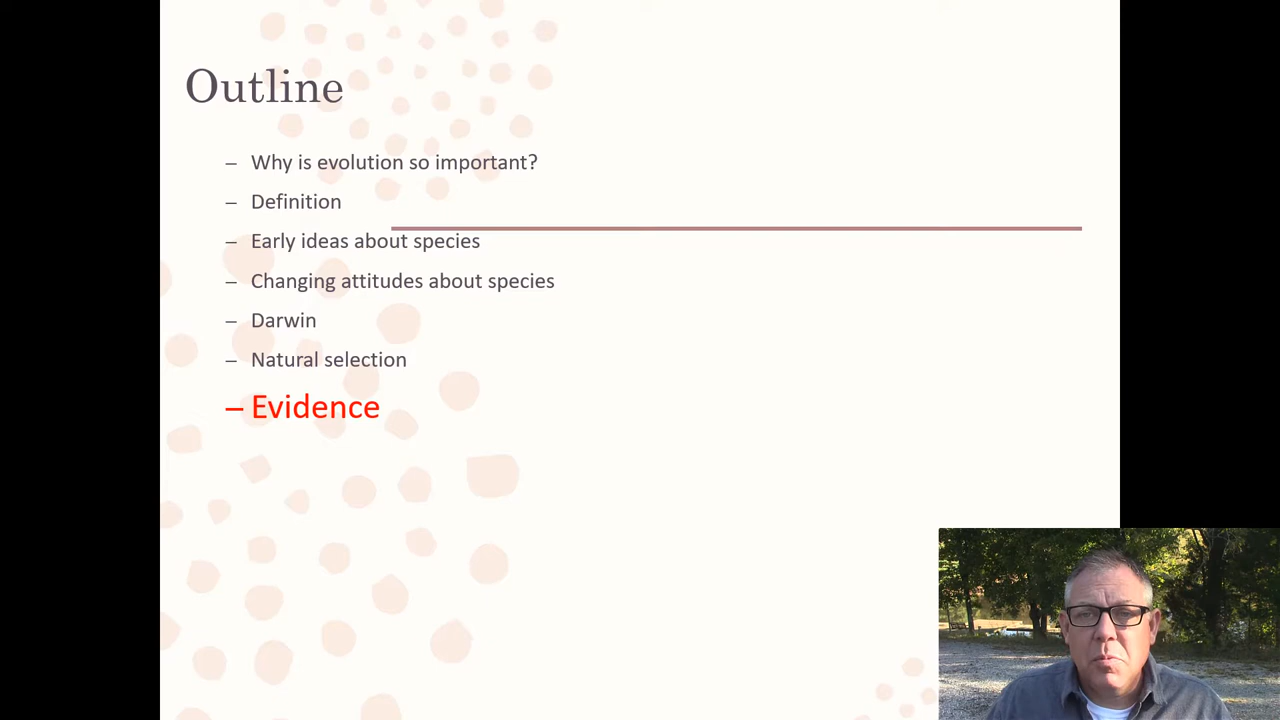 Outline
– Why is evolution so important?
– Definition
– Early ideas about species
– Changing attitudes about species
– Darwin
– Natural selection
– Evidence